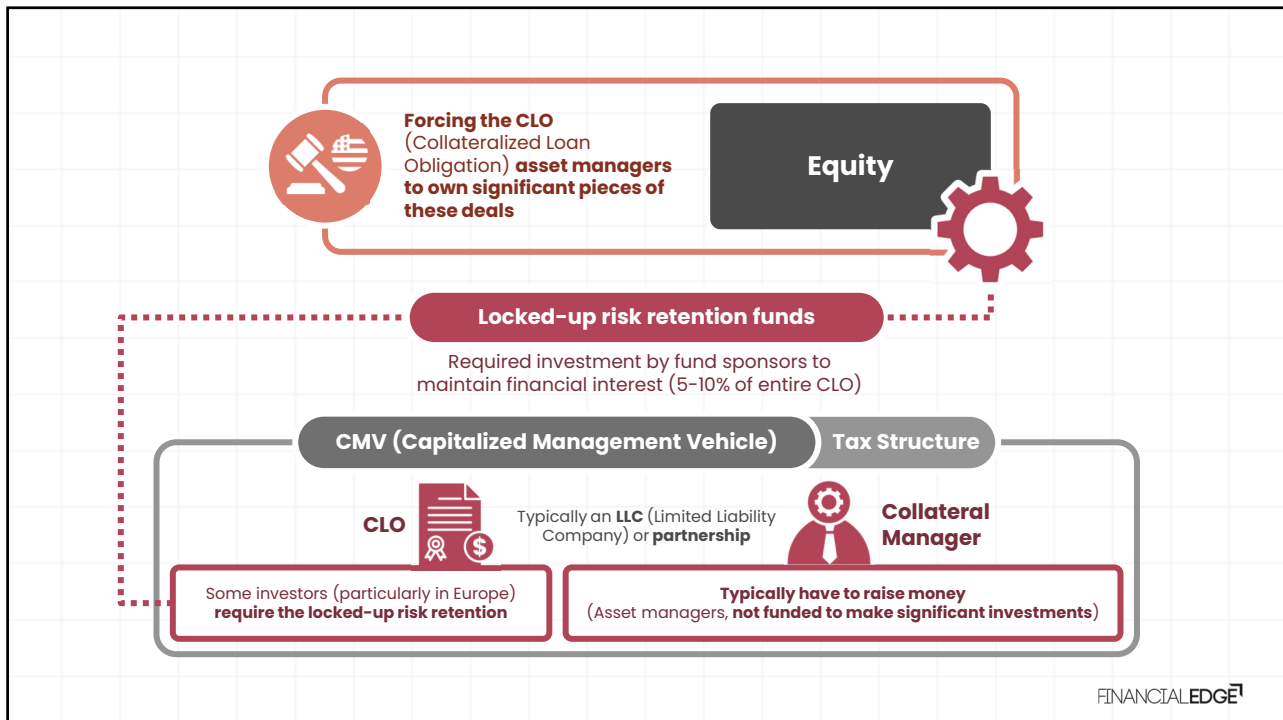 Forcing the CLO
(Collateralized Loan
Obligation) asset managers
to own significant pieces of
these deals
Equity
Locked-up risk retention funds
Required investment by fund sponsors to
maintain financial interest (5-10% of entire CLO)
CMV (Capitalized Management Vehicle)
Tax Structure
CLO
$
Typically an LLC (Limited Liability
Company) or partnership
Collateral
Manager
Some investors (particularly in Europe)
require the locked-up risk retention
Typically have to raise money
(Asset managers, not funded to make significant investments)
FINANCIALEDGE